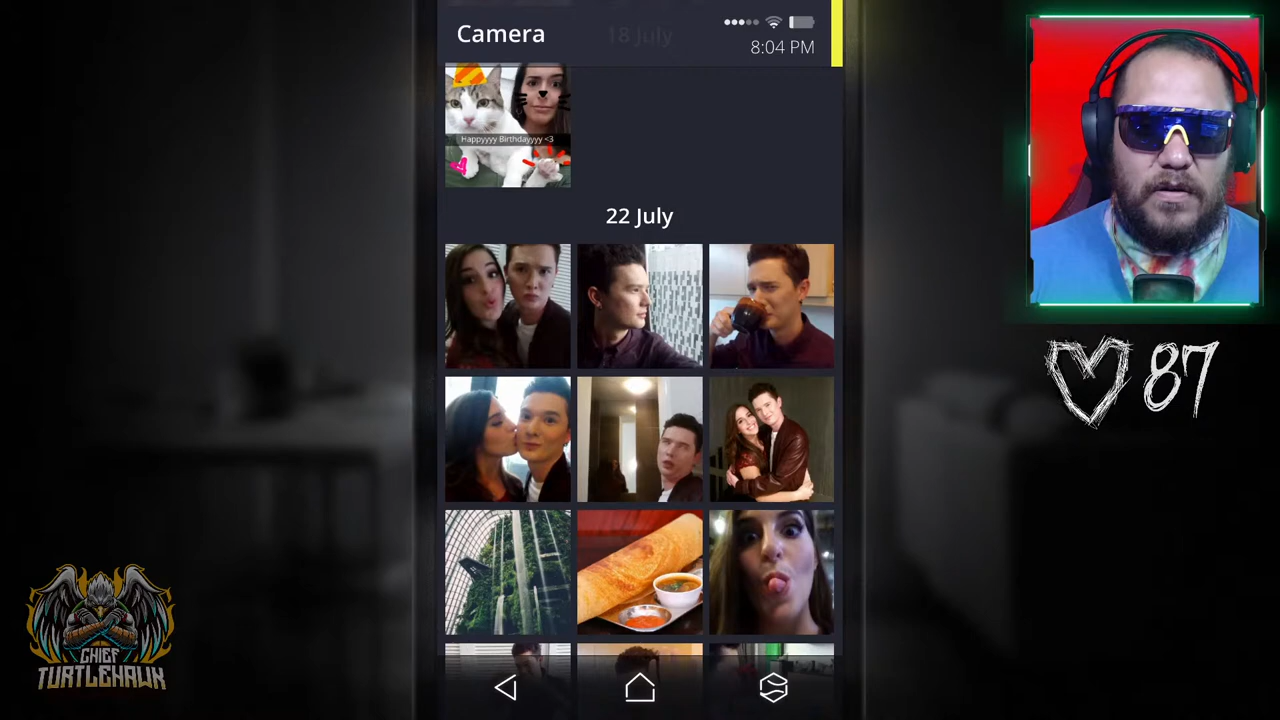 Camera
18 July
8:04 PM
Happyyyy Birthdayyyy <3
22 July
87
CHIEF
TURTLEHAWK